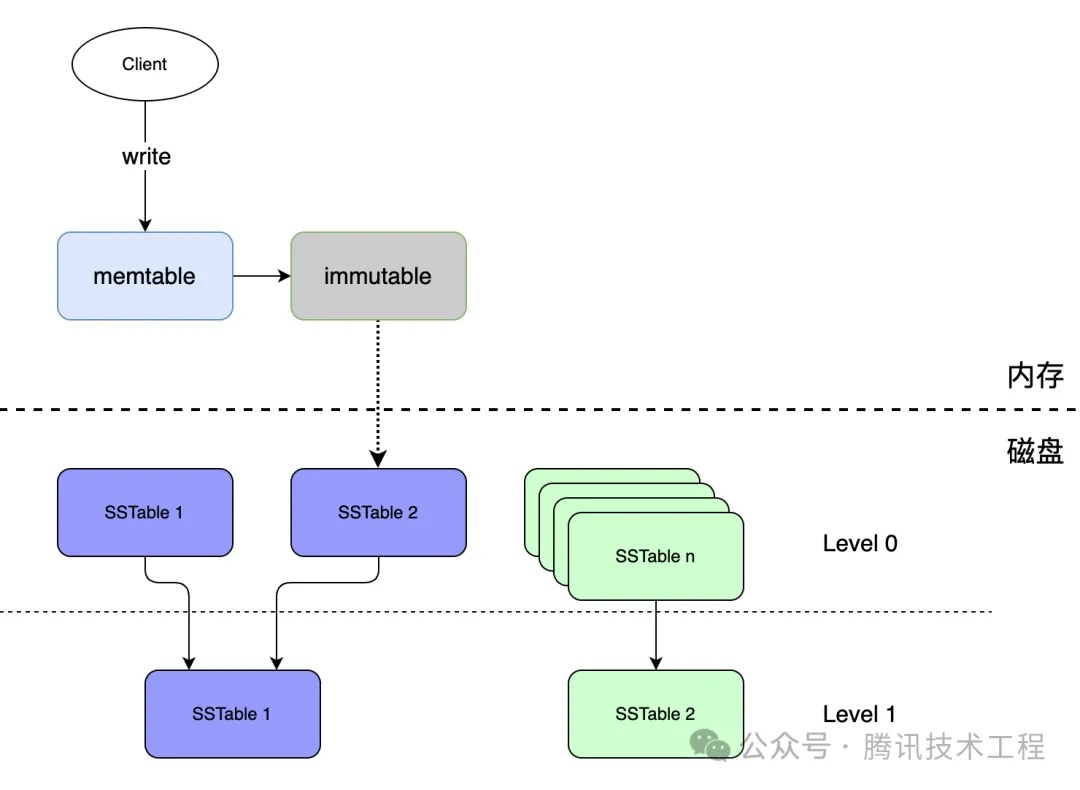 Client
write
memtable
immutable
内存
磁盘
SSTable 1
SSTable 2
SSTable n
Level 0
SSTable 1
SSTable 2
Level 1
公众号 · 腾讯技术工程